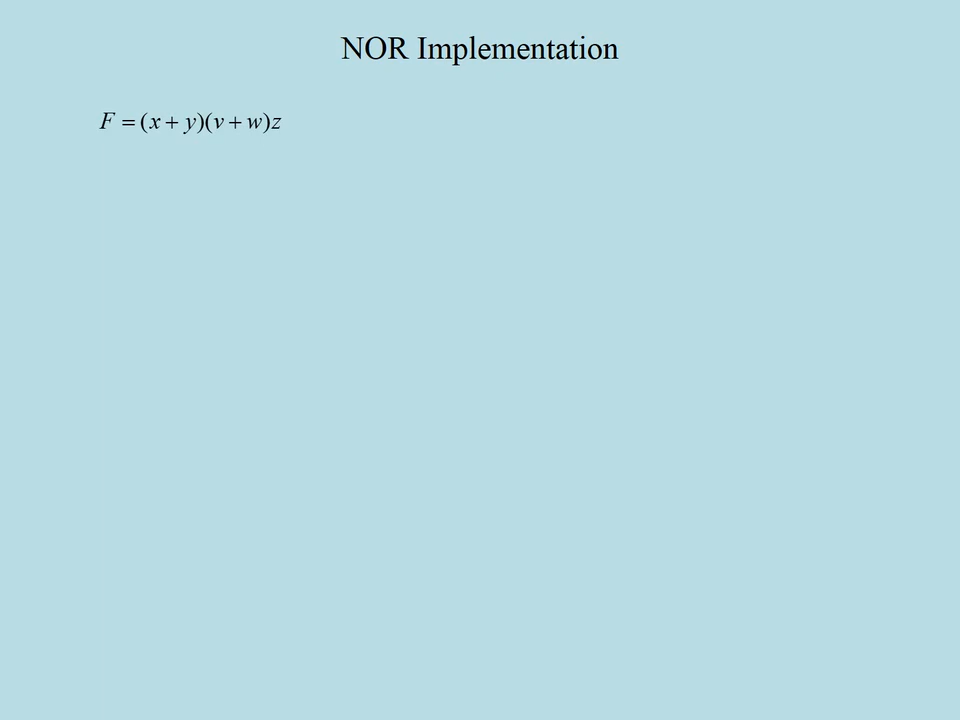 NOR Implementation
F = (x + y)(v + w)z